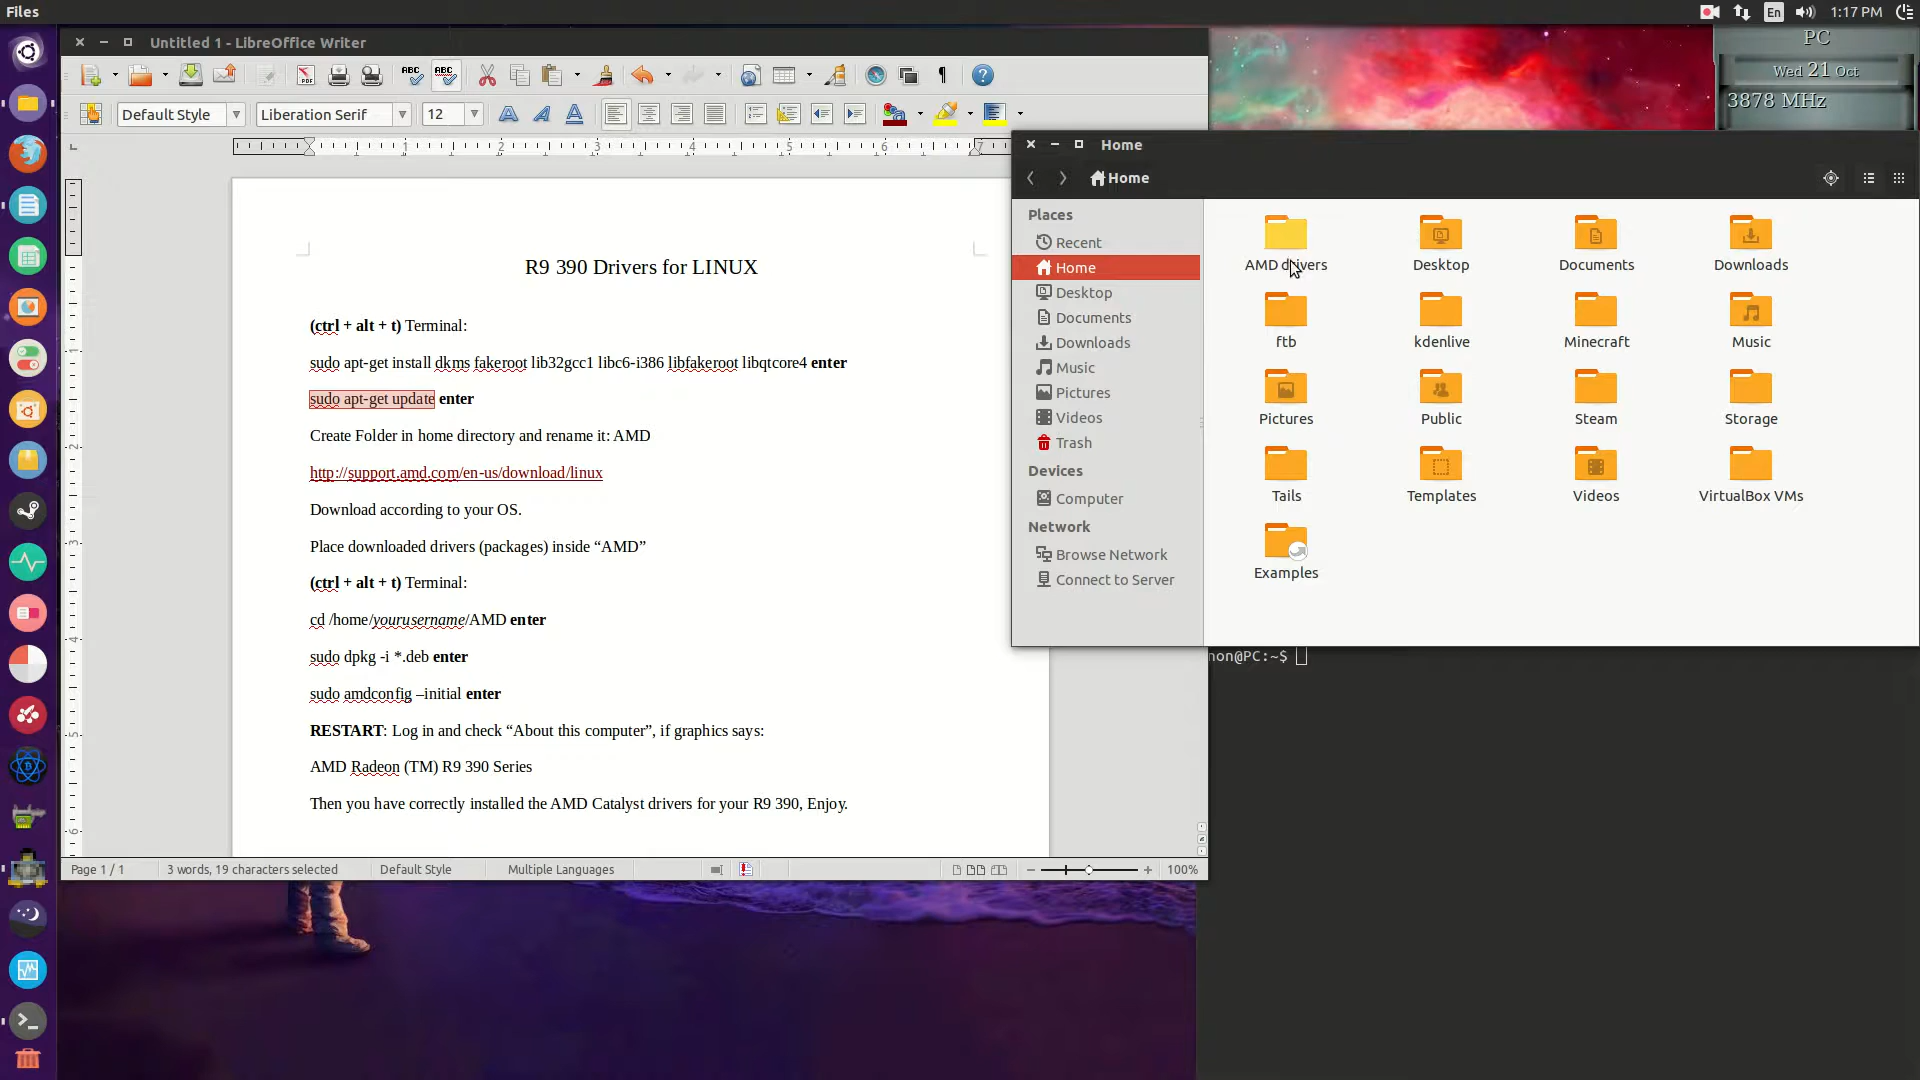 Files
En
1:17 PM
Untitled 1 - LibreOffice Writer
PC
Wed 21 Oct
3878 MHz
Default Style
Liberation Serif
12
1 2 3 4 5 6 7
R9 390 Drivers for LINUX
(ctrl + alt + t) Terminal:
sudo apt-get install dkms fakeroot lib32gcc1 libc6-i386 libfakeroot libqtcore4 enter
sudo apt-get update enter
Create Folder in home directory and rename it: AMD
http://support.amd.com/en-us/download/linux
Download according to your OS.
Place downloaded drivers (packages) inside “AMD”
(ctrl + alt + t) Terminal:
cd /home/yourusername/AMD enter
sudo dpkg -i *.deb enter
sudo amdconfig –initial enter
RESTART: Log in and check “About this computer”, if graphics says:
AMD Radeon (TM) R9 390 Series
Then you have correctly installed the AMD Catalyst drivers for your R9 390, Enjoy.
Page 1 / 1
3 words, 19 characters selected
Default Style
Multiple Languages
100%
Home
Home
Places
Recent
Home
Desktop
Documents
Downloads
Music
Pictures
Videos
Trash
Devices
Computer
Network
Browse Network
Connect to Server
AMD drivers
Desktop
Documents
Downloads
ftb
kdenlive
Minecraft
Music
Pictures
Public
Steam
Storage
Tails
Templates
Videos
VirtualBox VMs
Examples
non@PC:~$